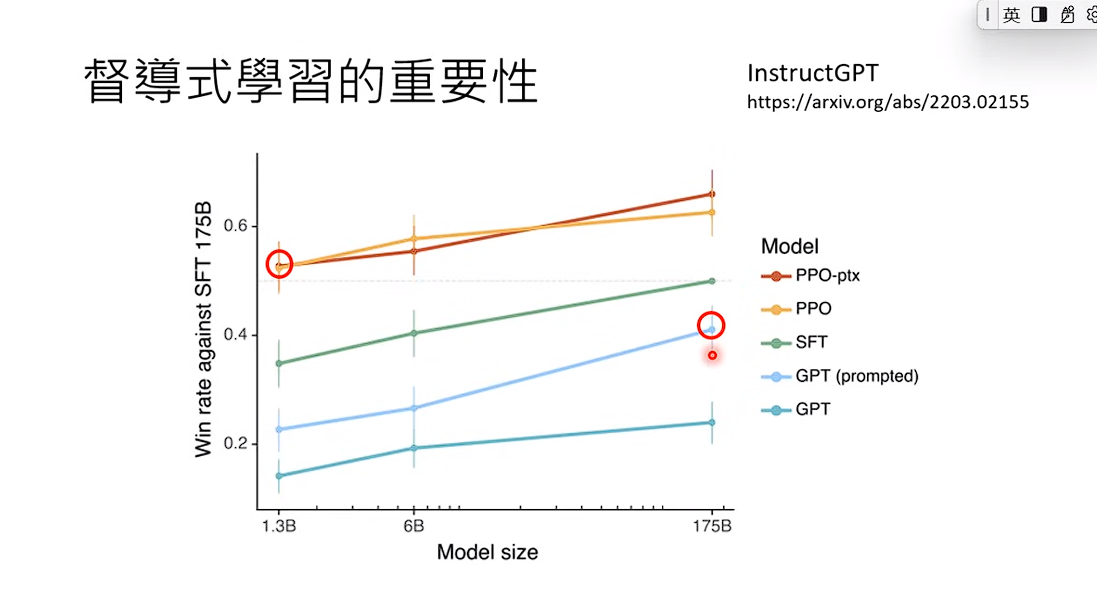 英
督導式學習的重要性
InstructGPT
https://arxiv.org/abs/2203.02155
Win rate against SFT 175B
0.6
0.4
0.2
1.3B
6B
175B
Model size
Model
PPO-ptx
PPO
SFT
GPT (prompted)
GPT